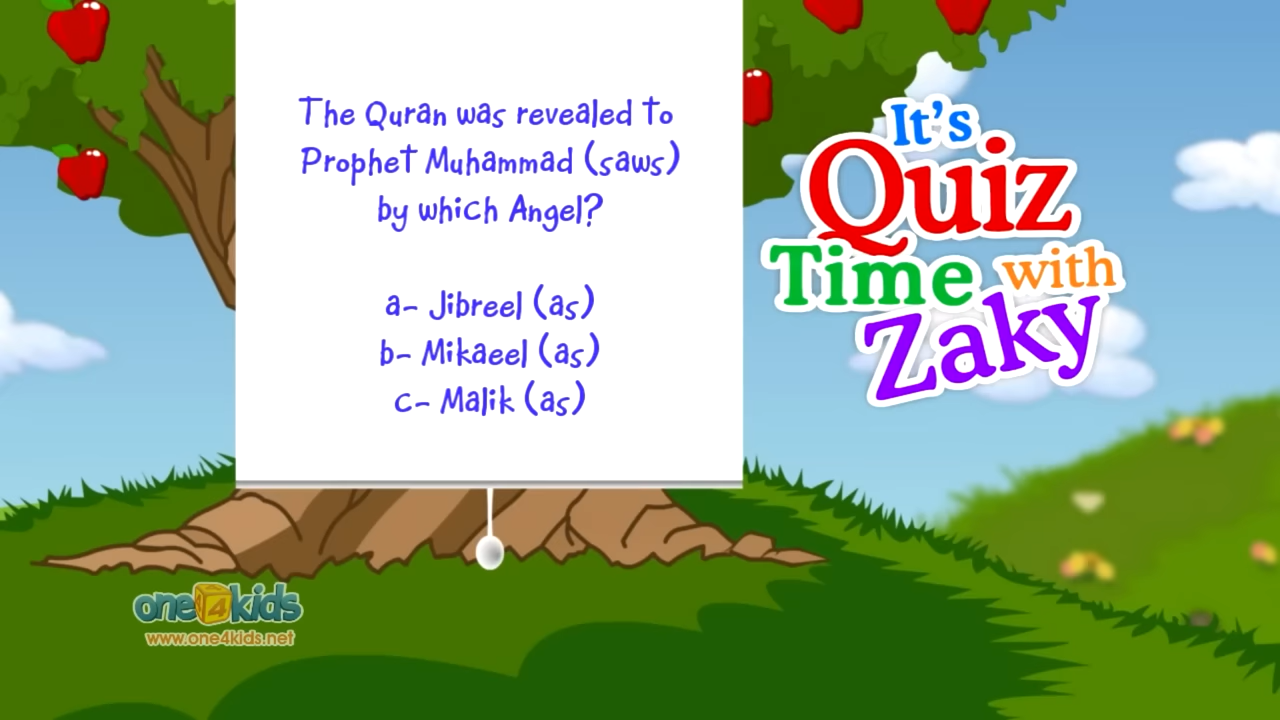 The Quran was revealed to
Prophet Muhammad (saws)
by which Angel?
a- Jibreel (as)
b- Mikaeel (as)
c- Malik (as)
It's
Quiz
Time with
Zaky
one4kids
www.one4kids.net